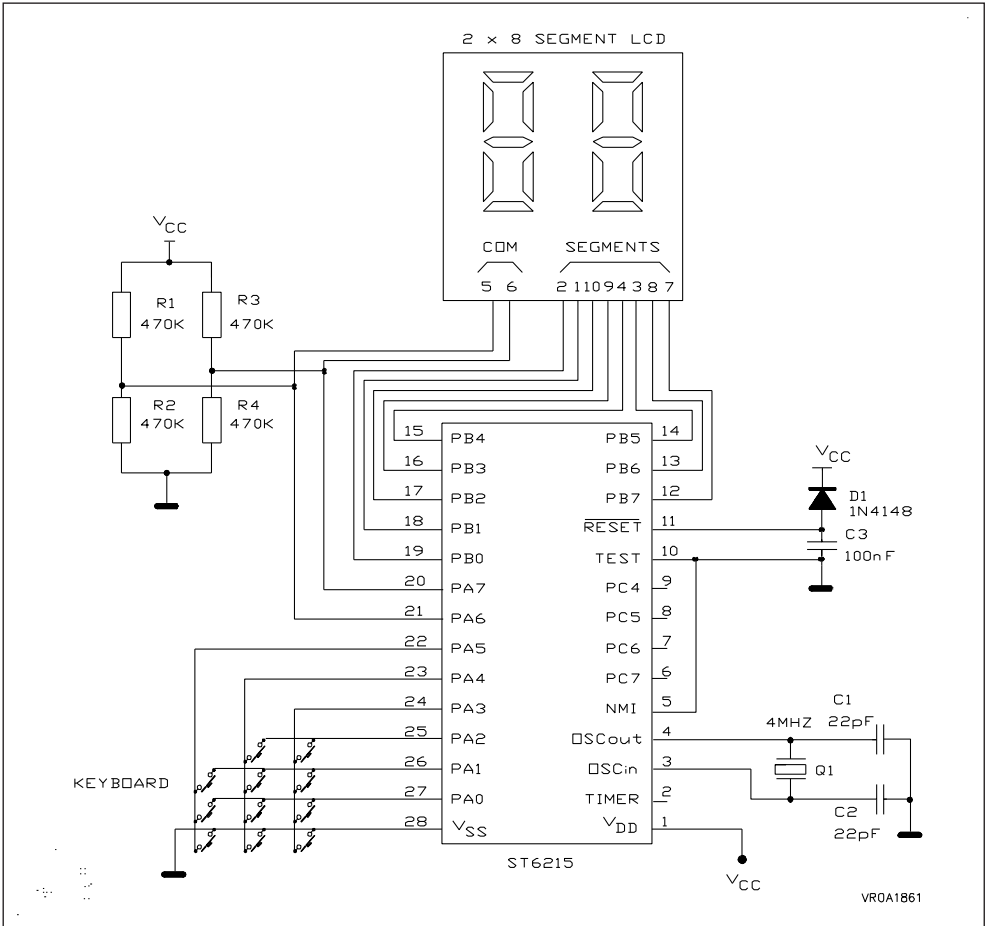 2 x 8 SEGMENT LCD
COM SEGMENTS
5 6 2 11 10 9 4 3 8 7
VCC
R1
470K
R3
470K
R2
470K
R4
470K
15 PB4 PB5 14
16 PB3 PB6 13
17 PB2 PB7 12
18 PB1 RESET 11
19 PB0 TEST 10
20 PA7 PC4 9
21 PA6 PC5 8
22 PA5 PC6 7
23 PA4 PC7 6
24 PA3 NMI 5
25 PA2 OSCout 4
26 PA1 OSCin 3
27 PA0 TIMER 2
28 VSS VDD 1
ST6215
VCC
D1
1N4148
C3
100nF
C1
22pF
4MHZ
Q1
C2
22pF
VCC
KEYBOARD
VR0A1861